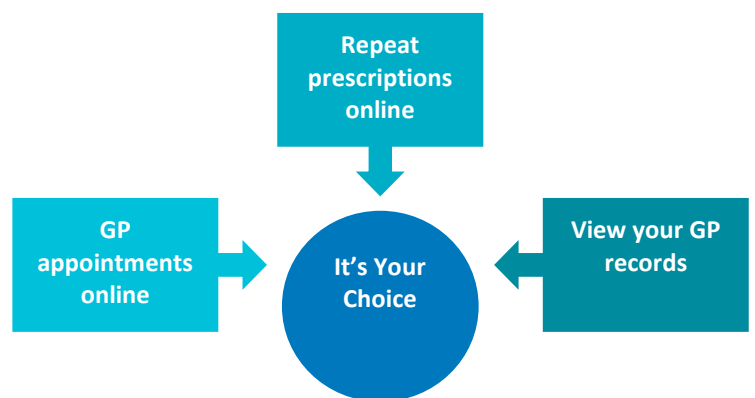 Repeat
prescriptions
online
GP
appointments
online
It’s Your
Choice
View your GP
records